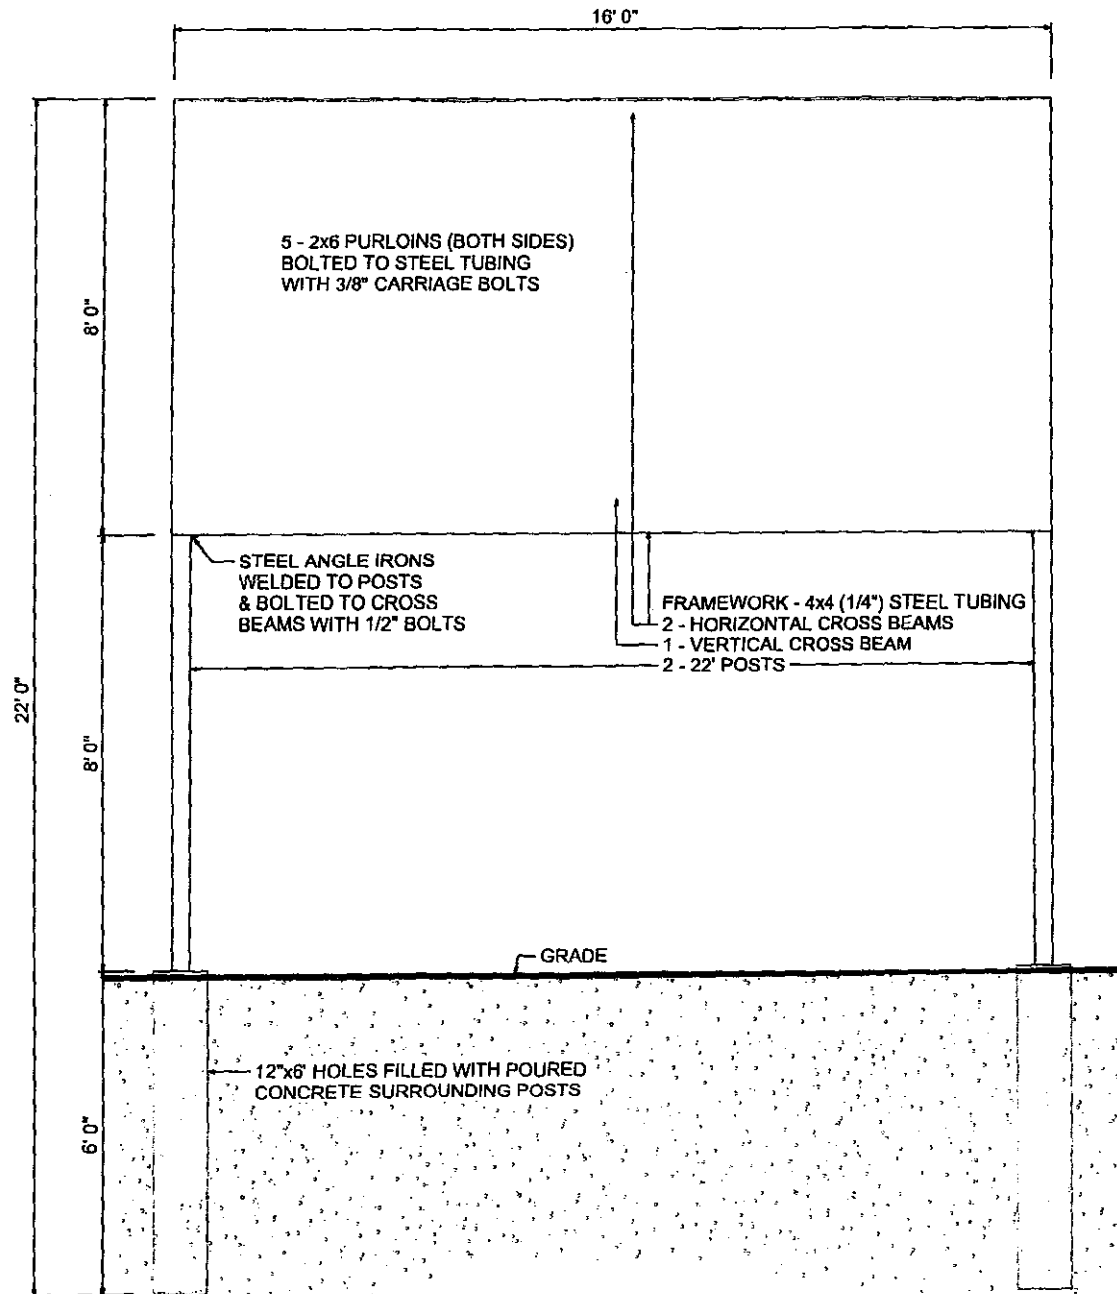 16' 0"
5 - 2x6 PURLOINS (BOTH SIDES)
BOLTED TO STEEL TUBING
WITH 3/8" CARRIAGE BOLTS
8' 0"
STEEL ANGLE IRONS
WELDED TO POSTS
& BOLTED TO CROSS
BEAMS WITH 1/2" BOLTS
FRAMEWORK - 4x4 (1/4") STEEL TUBING
2 - HORIZONTAL CROSS BEAMS
1 - VERTICAL CROSS BEAM
2 - 22' POSTS
22' 0"
8' 0"
GRADE
12"x6' HOLES FILLED WITH POURED
CONCRETE SURROUNDING POSTS
6' 0"